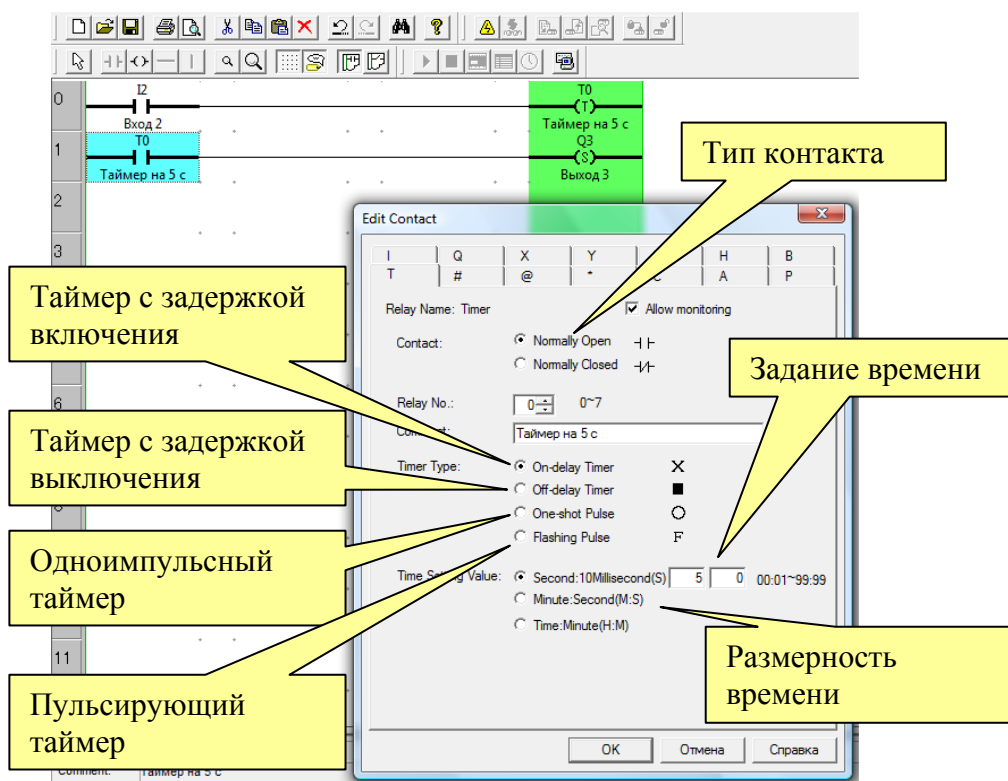 0
I2
T0
(T)
Вход 2
Таймер на 5 с
1
T0
Q3
(S)
Таймер на 5 с
Выход 3
Тип контакта
2
Edit Contact
3
I Q X Y H B
T # @ * C A P
Таймер с задержкой
включения
Relay Name: Timer
Allow monitoring
Contact:
Normally Open
Normally Closed
Задание времени
6
Relay No.:
0
0~7
Таймер на 5 с
Таймер с задержкой
выключения
Timer Type:
On-delay Timer X
Off-delay Timer
One-shot Pulse
Flashing Pulse F
Одноимпульсный
таймер
Time Setting Value:
Second:10Millisecond(S) 5 0 00:01~99:99
Minute:Second(M:S)
Time:Minute(H:M)
11
Размерность
времени
Пульсирующий
таймер
OK
Отмена
Справка
Comment: Таймер на 5 с